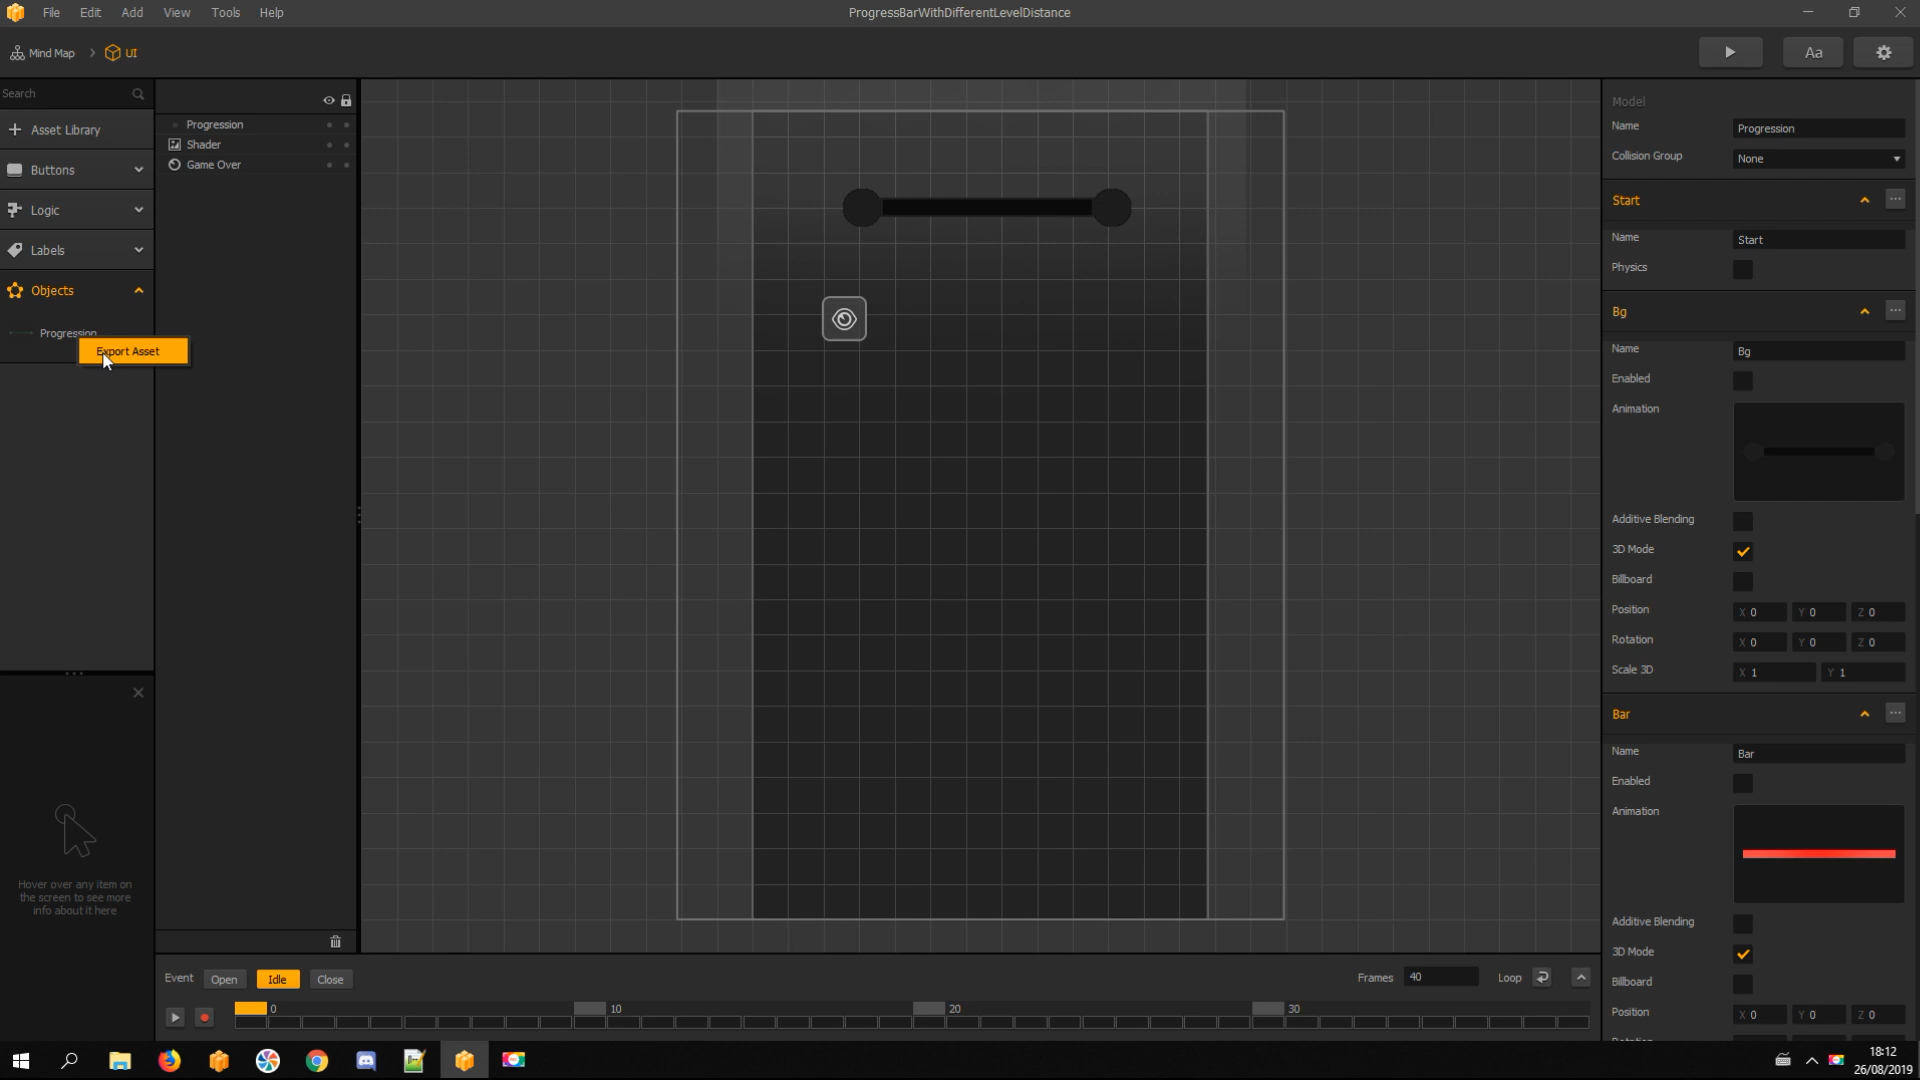 File Edit Add View Tools Help
ProgressBarWithDifferentLevelDistance
Mind Map > UI
Aa
Search
Asset Library
Buttons
Logic
Labels
Objects
Progression
Export Asset
Progression
Shader
Game Over
Hover over any item on
the screen to see more
info about it here
Event Open Idle Close
Frames 40 Loop
0 10 20 30
Model
Name Progression
Collision Group None
Start
Name Start
Physics
Bg
Name Bg
Enabled
Animation
Additive Blending
3D Mode
Billboard
Position X 0 Y 0 Z 0
Rotation X 0 Y 0 Z 0
Scale 3D X 1 Y 1
Bar
Name Bar
Enabled
Animation
Additive Blending
3D Mode
Billboard
Position X 0 Y 0 Z 0
18:12
26/08/2019